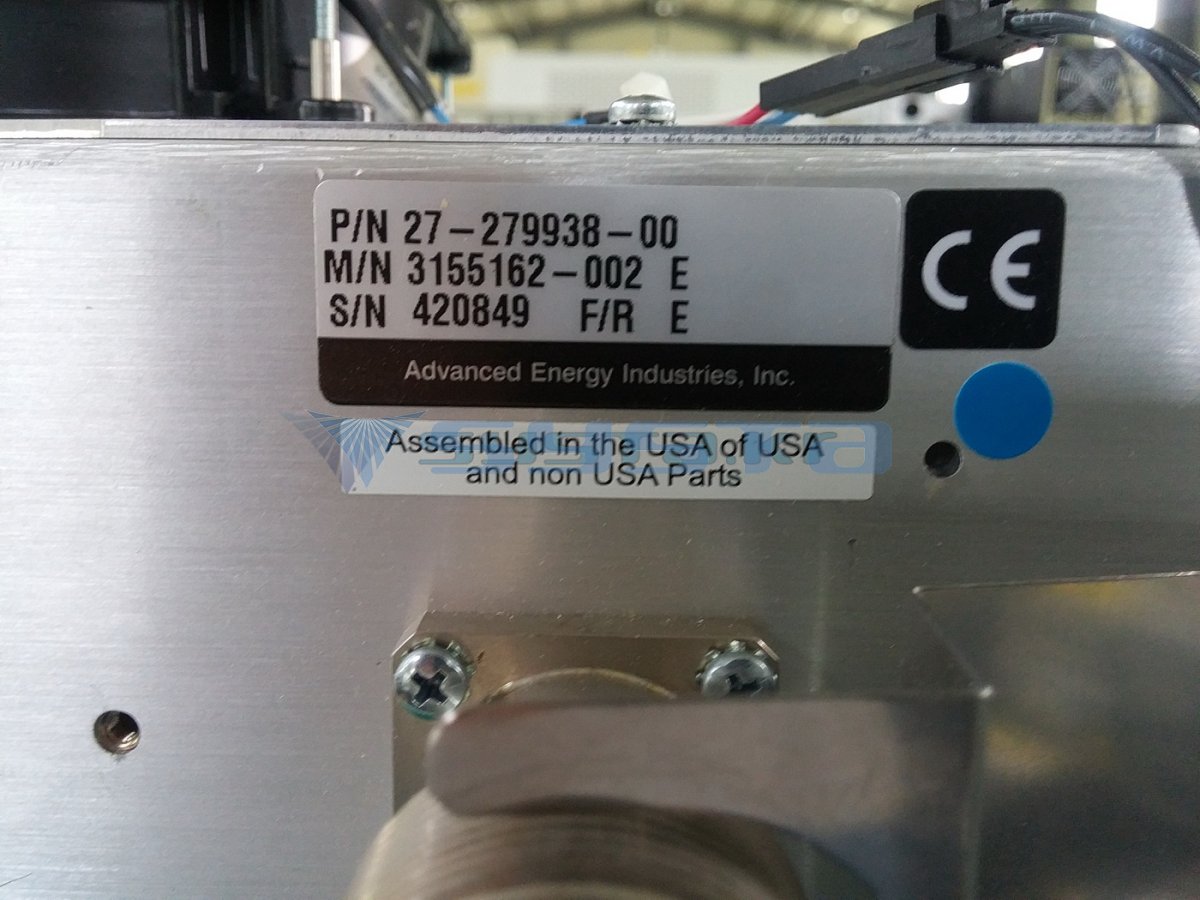 P/N 27-279938-00
M/N 3155162-002 E
S/N 420849 F/R E
CE
Advanced Energy Industries, Inc.
Assembled in the USA of USA
and non USA Parts